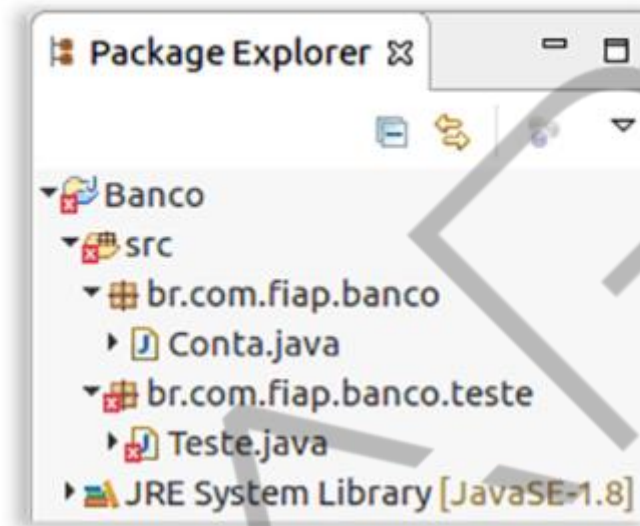 Package Explorer
Banco
src
br.com.fiap.banco
Conta.java
br.com.fiap.banco.teste
Teste.java
JRE System Library [JavaSE-1.8]